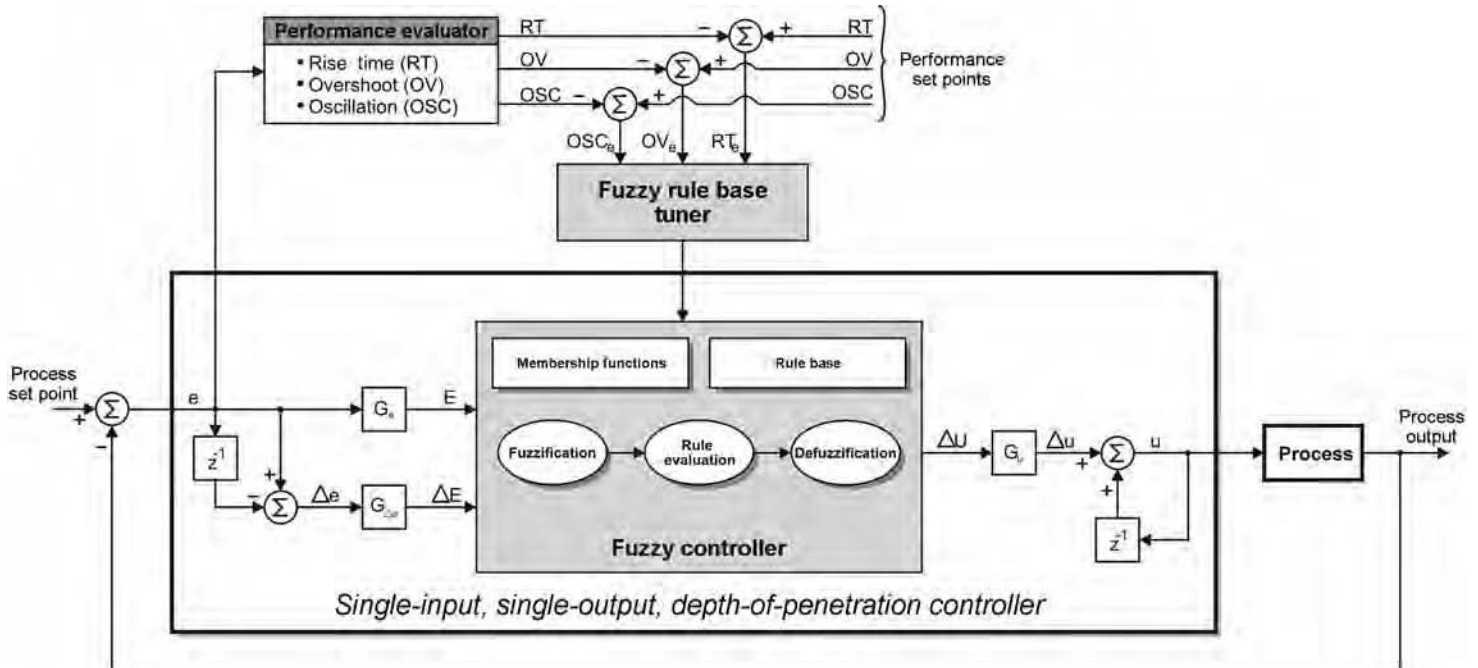 Performance evaluator
• Rise time (RT)
• Overshoot (OV)
• Oscillation (OSC)
RT
OV
OSC
−
Σ
+
RT
−
Σ
+
OV
−
Σ
+
OSC
Performance
set points
OSCe
OVe
RTe
Fuzzy rule base
tuner
Membership functions
Rule base
Process
set point
+
Σ
−
e
Ge
E
Fuzzification
Rule
evaluation
Defuzzification
ΔU
Δu
+
Σ
u
Process
Process
output
z-1
+
−
Σ
Δe
GΔe
ΔE
+
z-1
Fuzzy controller
Single-input, single-output, depth-of-penetration controller